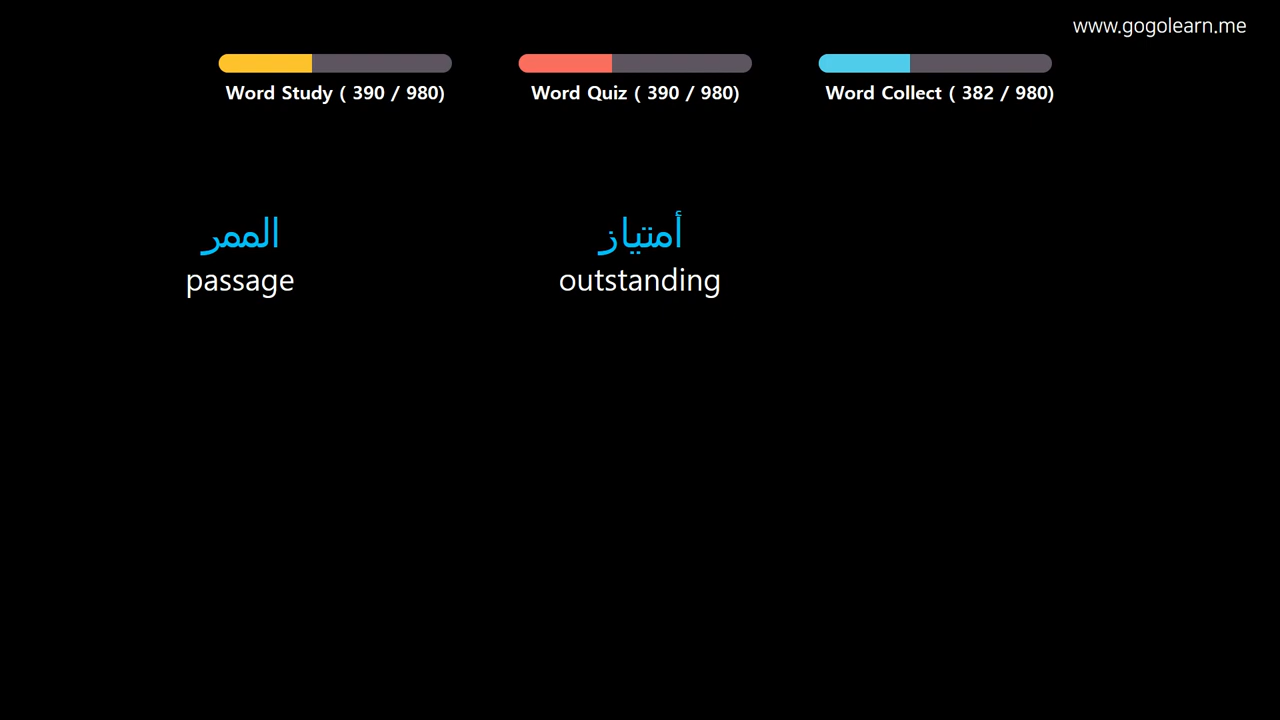 www.gogolearn.me
Word Study ( 390 / 980)
Word Quiz ( 390 / 980)
Word Collect ( 382 / 980)
الممر
passage
أمتياز
outstanding